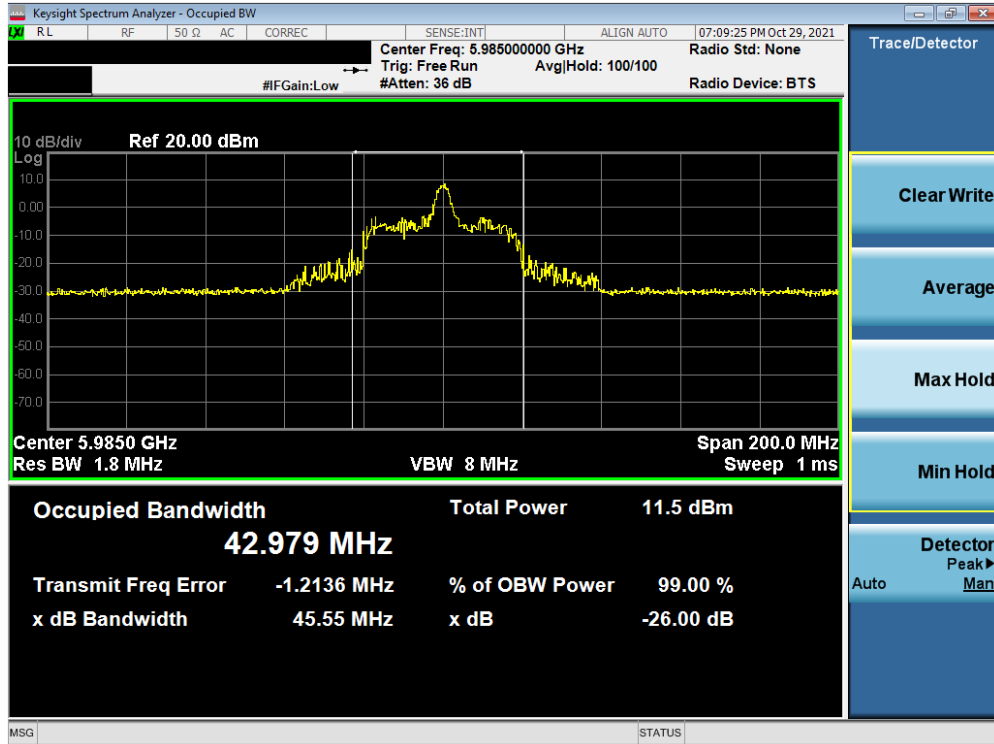 Keysight Spectrum Analyzer - Occupied BW
LXI RL RF 50 Ω AC CORREC SENSE:INT ALIGN AUTO 07:09:25 PM Oct 29, 2021
Center Freq: 5.985000000 GHz Radio Std: None
Trig: Free Run Avg|Hold: 100/100
#IFGain:Low #Atten: 36 dB Radio Device: BTS
Trace/Detector
10 dB/div Ref 20.00 dBm
Log
10.0
0.00
-10.0
-20.0
-30.0
-40.0
-50.0
-60.0
-70.0
Center 5.9850 GHz Span 200.0 MHz
Res BW 1.8 MHz VBW 8 MHz Sweep 1 ms
Occupied Bandwidth Total Power 11.5 dBm
42.979 MHz
Transmit Freq Error -1.2136 MHz % of OBW Power 99.00 %
x dB Bandwidth 45.55 MHz x dB -26.00 dB
Clear Write
Average
Max Hold
Min Hold
Detector
Peak▶
Auto Man
MSG STATUS